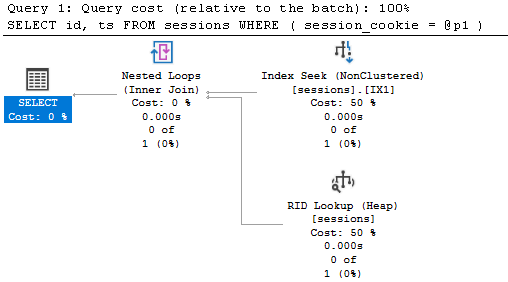 Query 1: Query cost (relative to the batch): 100%
SELECT id, ts FROM sessions WHERE ( session_cookie = @p1 )
SELECT
Cost: 0 %
Nested Loops
(Inner Join)
Cost: 0 %
0.000s
0 of
1 (0%)
Index Seek (NonClustered)
[sessions].[IX1]
Cost: 50 %
0.000s
0 of
1 (0%)
RID Lookup (Heap)
[sessions]
Cost: 50 %
0.000s
0 of
1 (0%)